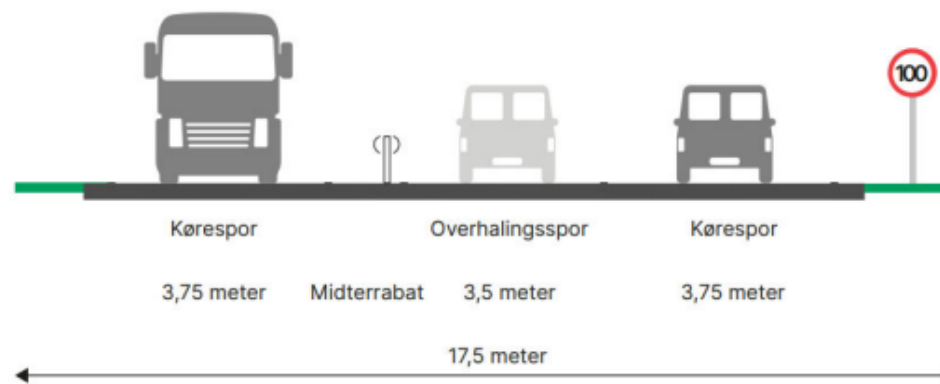 100
Kørespor Overhalingsspor Kørespor
3,75 meter Midterrabat 3,5 meter 3,75 meter
17,5 meter